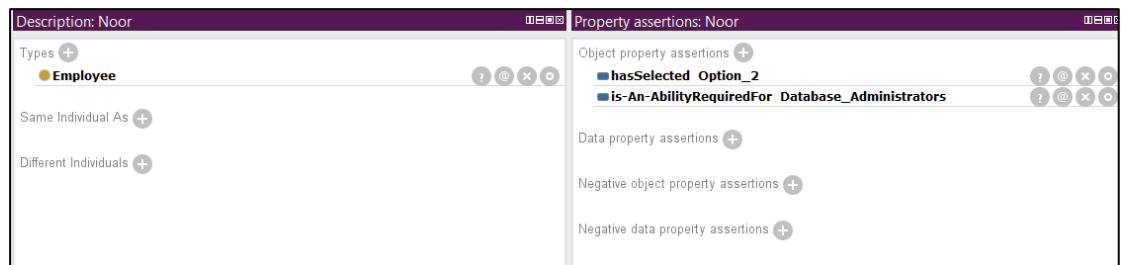 Description: Noor
Types
Employee
Same Individual As
Different Individuals
Property assertions: Noor
Object property assertions
hasSelected Option_2
is-An-AbilityRequiredFor Database_Administrators
Data property assertions
Negative object property assertions
Negative data property assertions